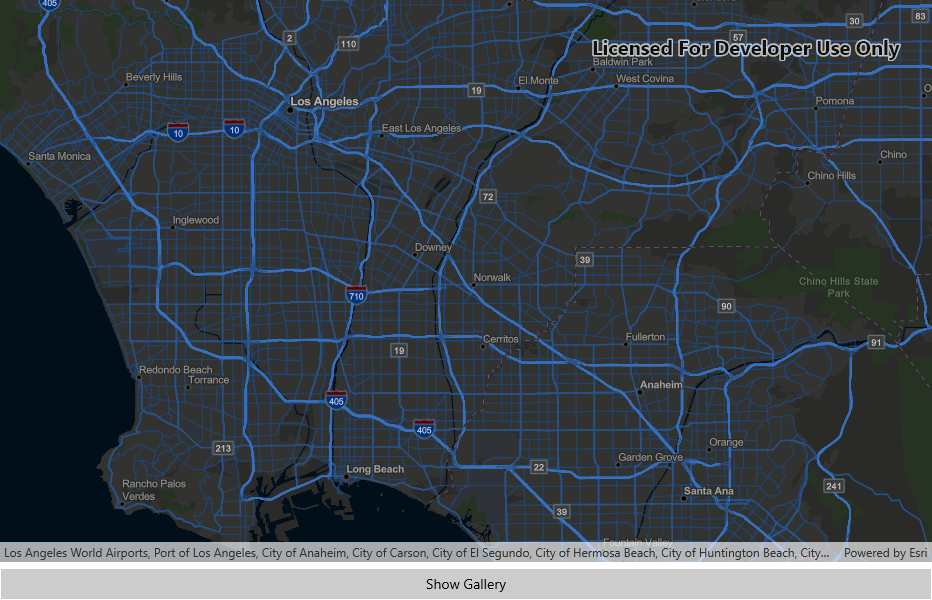 405
30
83
2
110
57
Licensed For Developer Use Only
Baldwin Park
Beverly Hills
El Monte
West Covina
19
Los Angeles
Pomona
10
10
East Los Angeles
Santa Monica
Chino
Chino Hills
72
Inglewood
Downey
39
Norwalk
Chino Hills State
Park
710
90
Cerritos
Fullerton
91
19
Redondo Beach
Torrance
Anaheim
405
405
213
Orange
Garden Grove
Long Beach
22
Rancho Palos
Verdes
241
Santa Ana
39
Fountain Valley
Los Angeles World Airports, Port of Los Angeles, City of Anaheim, City of Carson, City of El Segundo, City of Hermosa Beach, City of Huntington Beach, City... Powered by Esri
Show Gallery